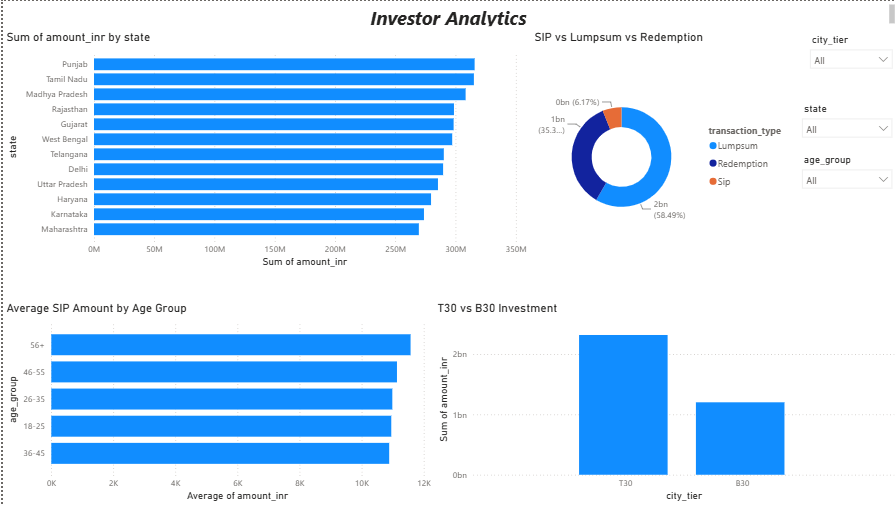 Investor Analytics
Sum of amount_inr by state
state
Punjab
Tamil Nadu
Madhya Pradesh
Rajasthan
Gujarat
West Bengal
Telangana
Delhi
Uttar Pradesh
Haryana
Karnataka
Maharashtra
0M 50M 100M 150M 200M 250M 300M 350M
Sum of amount_inr
SIP vs Lumpsum vs Redemption
0bn (6.17%)
1bn
(35.3...)
2bn
(58.49%)
transaction_type
Lumpsum
Redemption
Sip
city_tier
All
state
All
age_group
All
Average SIP Amount by Age Group
age_group
56+
46-55
26-35
18-25
36-45
0K 2K 4K 6K 8K 10K 12K
Average of amount_inr
T30 vs B30 Investment
Sum of amount_inr
2bn
1bn
0bn
T30 B30
city_tier